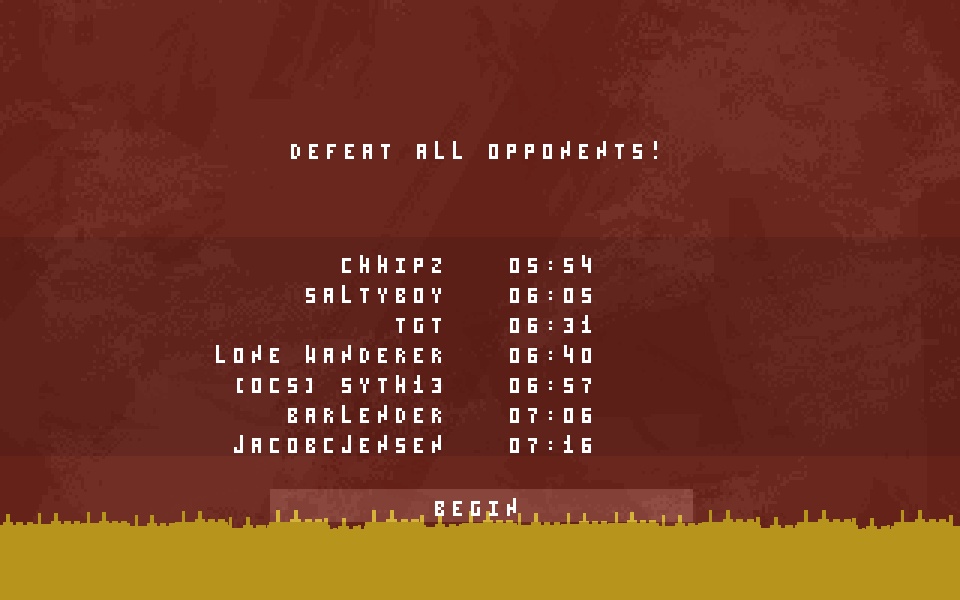 DEFEAT ALL OPPONENTS!
CHHIPZ 05:54
SALTYBOY 06:05
TGT 06:31
LONE WANDERER 06:40
[OCS] SYTH13 06:57
BARLENDER 07:06
JACOBCJENSEN 07:16
BEGIN